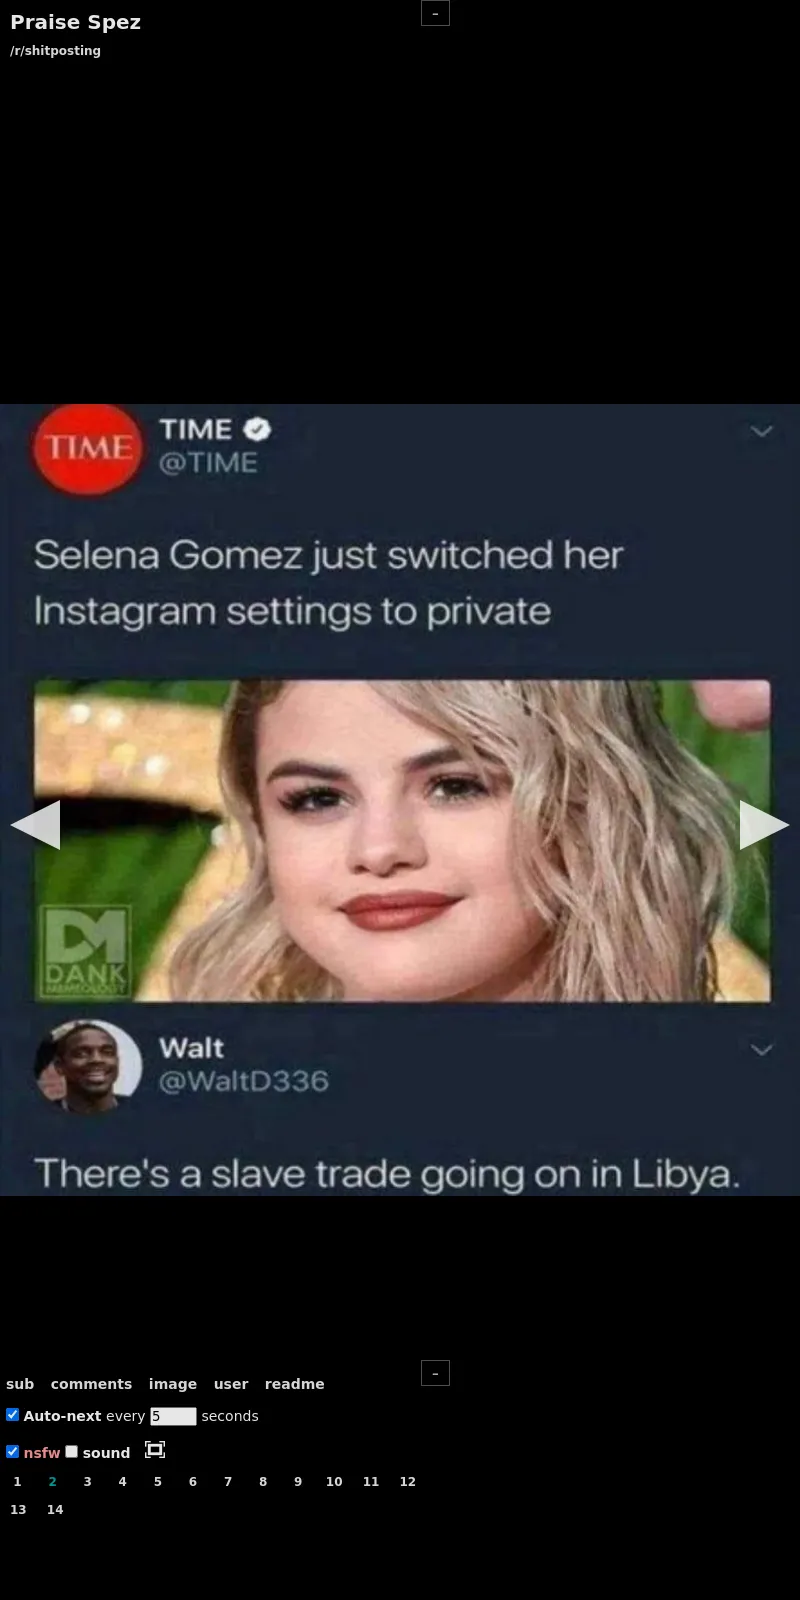 Praise Spez
/r/shitposting
-
TIME
TIME
@TIME
Selena Gomez just switched her
Instagram settings to private
DM
DANK
MEMEOLOGY
Walt
@WaltD336
There's a slave trade going on in Libya.
-
sub comments image user readme
Auto-next every 5 seconds
nsfw sound
1 2 3 4 5 6 7 8 9 10 11 12
13 14